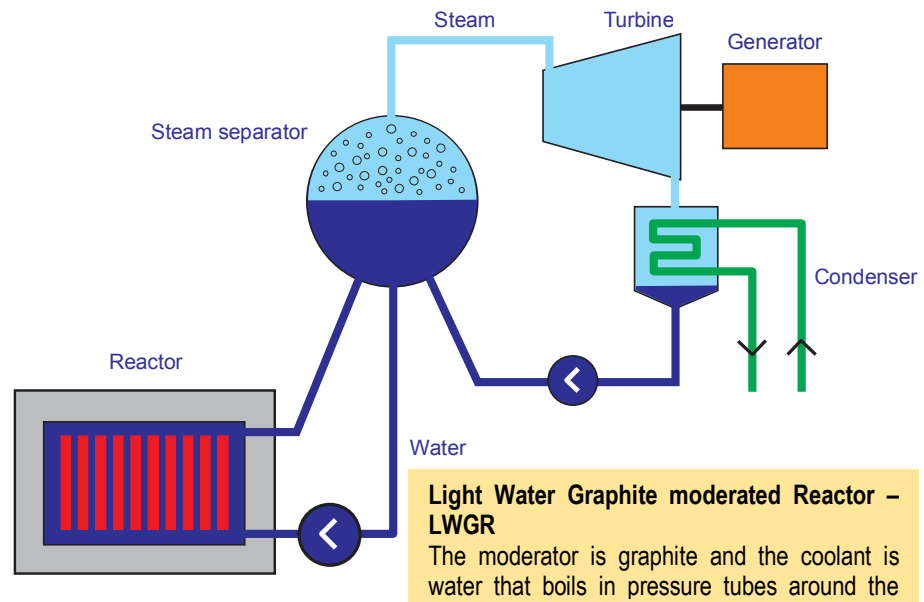 Steam
Turbine
Generator
Steam separator
Condenser
Reactor
Water
Light Water Graphite moderated Reactor –
LWGR
The moderator is graphite and the coolant is
water that boils in pressure tubes around the